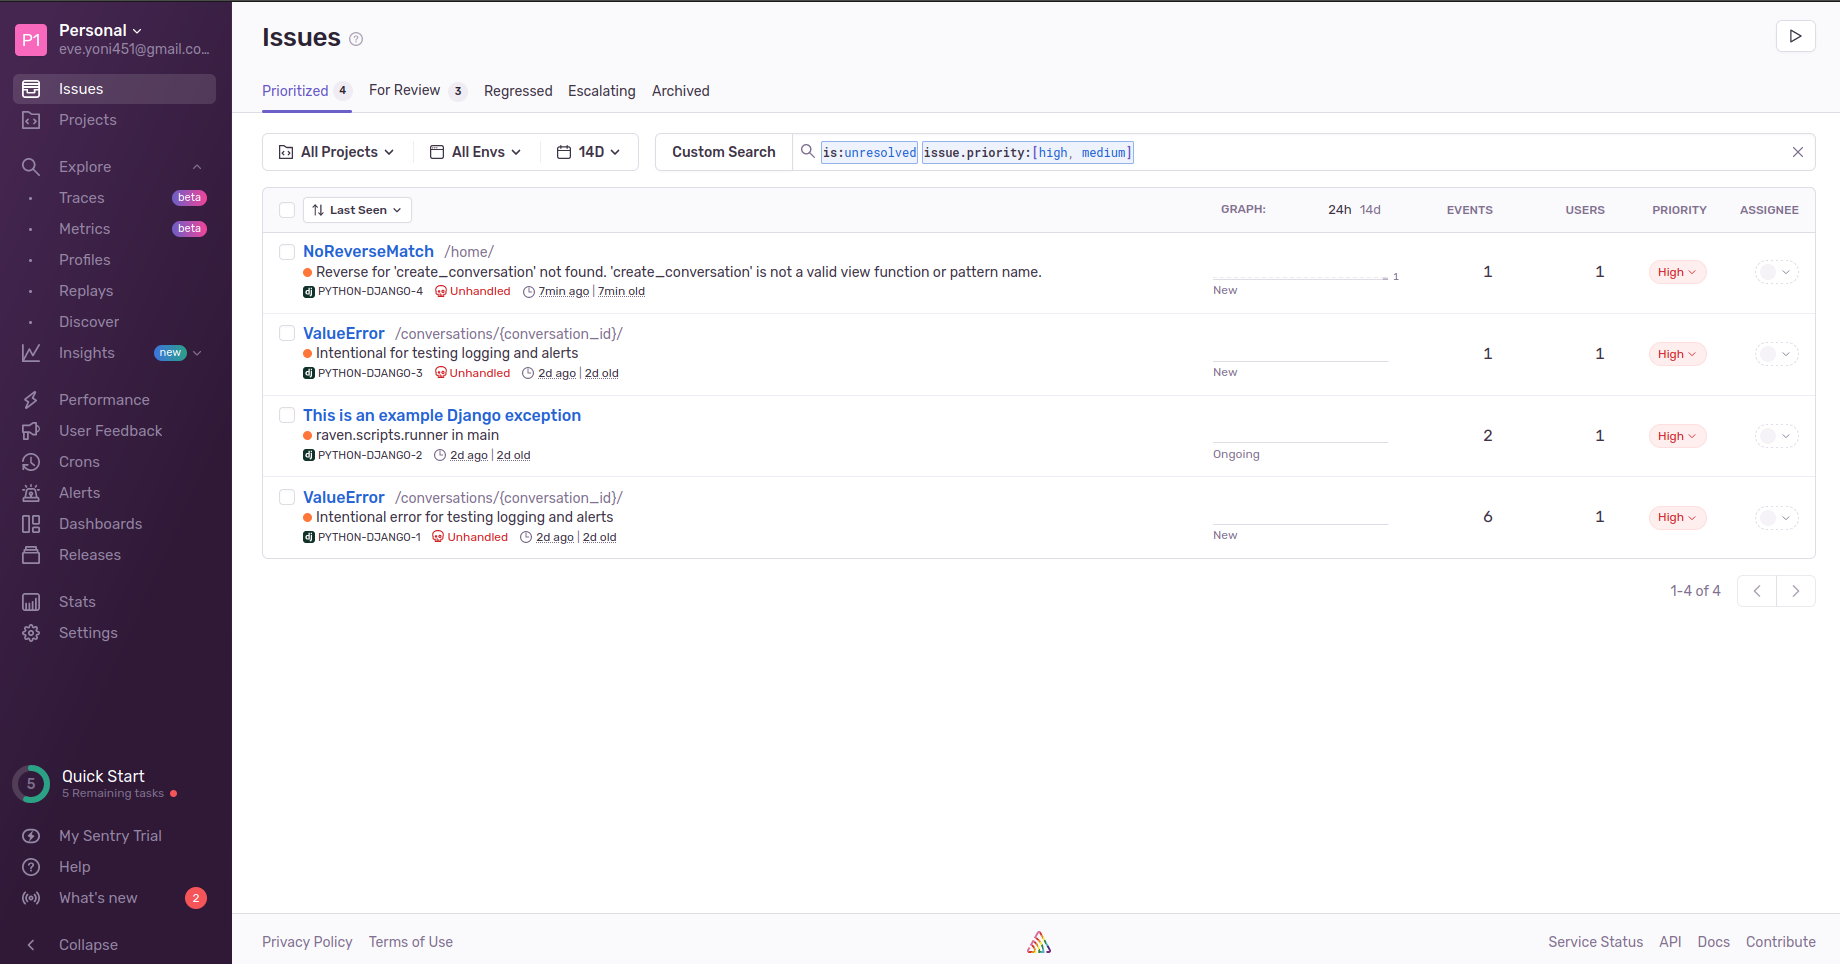 P1
Personal
eve.yoni451@gmail.co...
Issues
Projects
Explore
Traces beta
Metrics beta
Profiles
Replays
Discover
Insights new
Performance
User Feedback
Crons
Alerts
Dashboards
Releases
Stats
Settings
5
Quick Start
5 Remaining tasks
My Sentry Trial
Help
What's new 2
Collapse
Issues
Prioritized 4 For Review 3 Regressed Escalating Archived
All Projects All Envs 14D Custom Search is:unresolved issue.priority:[high, medium]
Last Seen GRAPH: 24h 14d EVENTS USERS PRIORITY ASSIGNEE
NoReverseMatch /home/
Reverse for 'create_conversation' not found. 'create_conversation' is not a valid view function or pattern name.
PYTHON-DJANGO-4 Unhandled 7min ago | 7min old
1
New
1 1 High
ValueError /conversations/{conversation_id}/
Intentional for testing logging and alerts
PYTHON-DJANGO-3 Unhandled 2d ago | 2d old
New
1 1 High
This is an example Django exception
raven.scripts.runner in main
PYTHON-DJANGO-2 2d ago | 2d old
Ongoing
2 1 High
ValueError /conversations/{conversation_id}/
Intentional error for testing logging and alerts
PYTHON-DJANGO-1 Unhandled 2d ago | 2d old
New
6 1 High
1-4 of 4
Privacy Policy Terms of Use Service Status API Docs Contribute